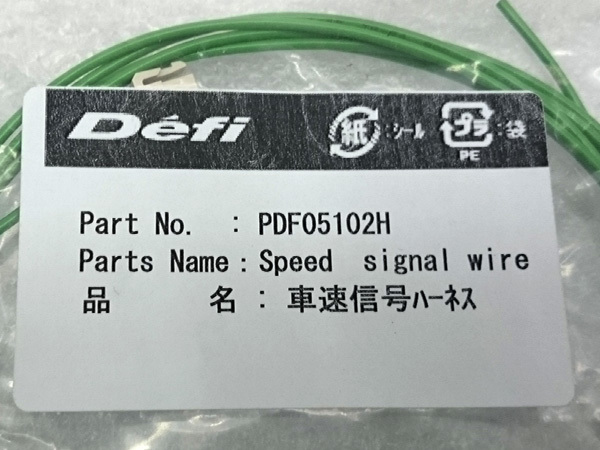 Défi 紙:シール プラ:袋
PE
Part No. : PDF05102H
Parts Name : Speed signal wire
品名 : 車速信号ﾊｰﾈｽ